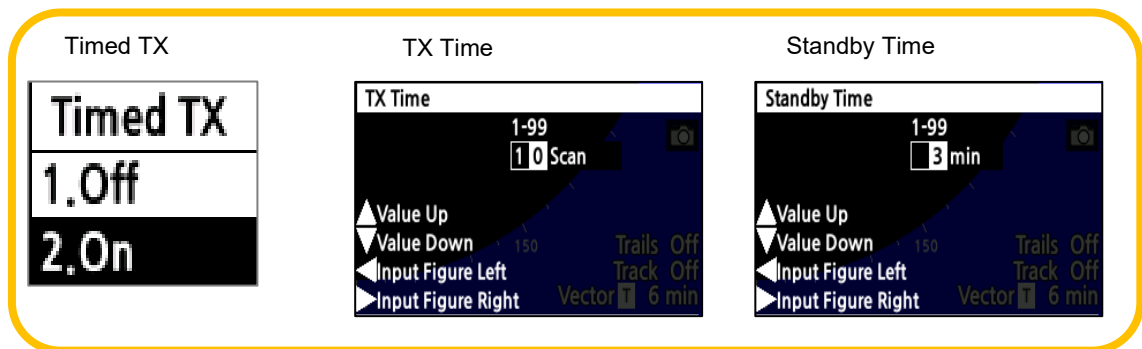 Timed TX
TX Time
Standby Time
Timed TX
1.Off
2.On
TX Time
1-99
1 0 Scan
Value Up
Value Down
150
Trails Off
Input Figure Left
Track Off
Input Figure Right
Vector T 6 min
Standby Time
1-99
3 min
Value Up
Value Down
150
Trails Off
Input Figure Left
Track Off
Input Figure Right
Vector T 6 min